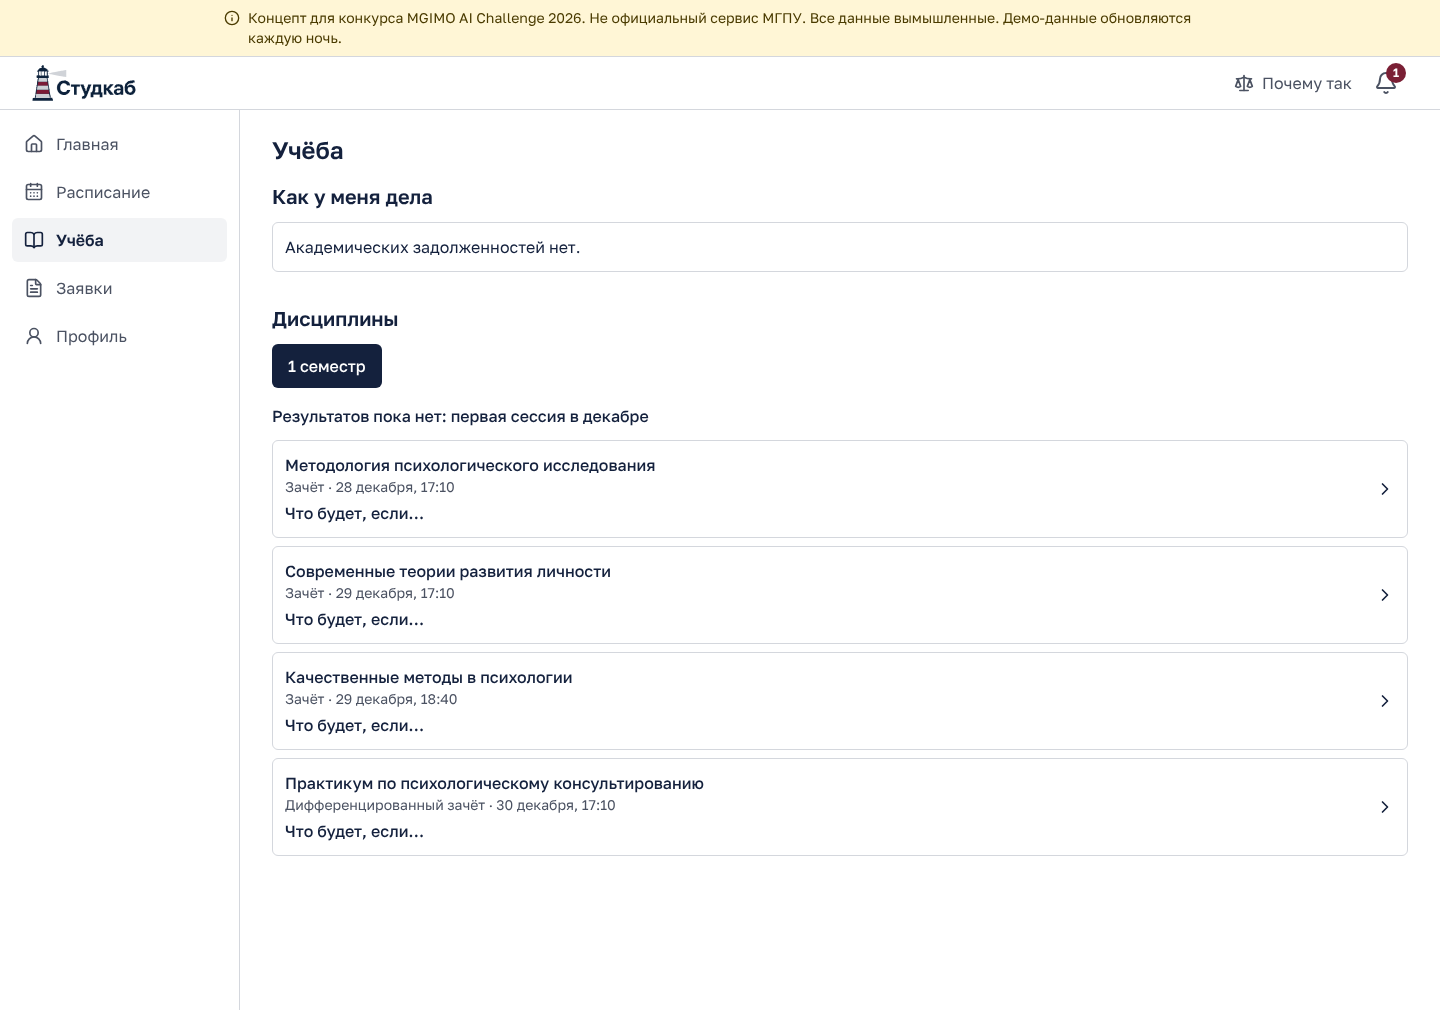 Концепт для конкурса MGIMO AI Challenge 2026. Не официальный сервис МГПУ. Все данные вымышленные. Демо-данные обновляются
каждую ночь.
Студкаб
Почему так
1
Главная
Расписание
Учёба
Заявки
Профиль
Учёба
Как у меня дела
Академических задолженностей нет.
Дисциплины
1 семестр
Результатов пока нет: первая сессия в декабре
Методология психологического исследования
Зачёт · 28 декабря, 17:10
Что будет, если...
Современные теории развития личности
Зачёт · 29 декабря, 17:10
Что будет, если...
Качественные методы в психологии
Зачёт · 29 декабря, 18:40
Что будет, если...
Практикум по психологическому консультированию
Дифференцированный зачёт · 30 декабря, 17:10
Что будет, если...